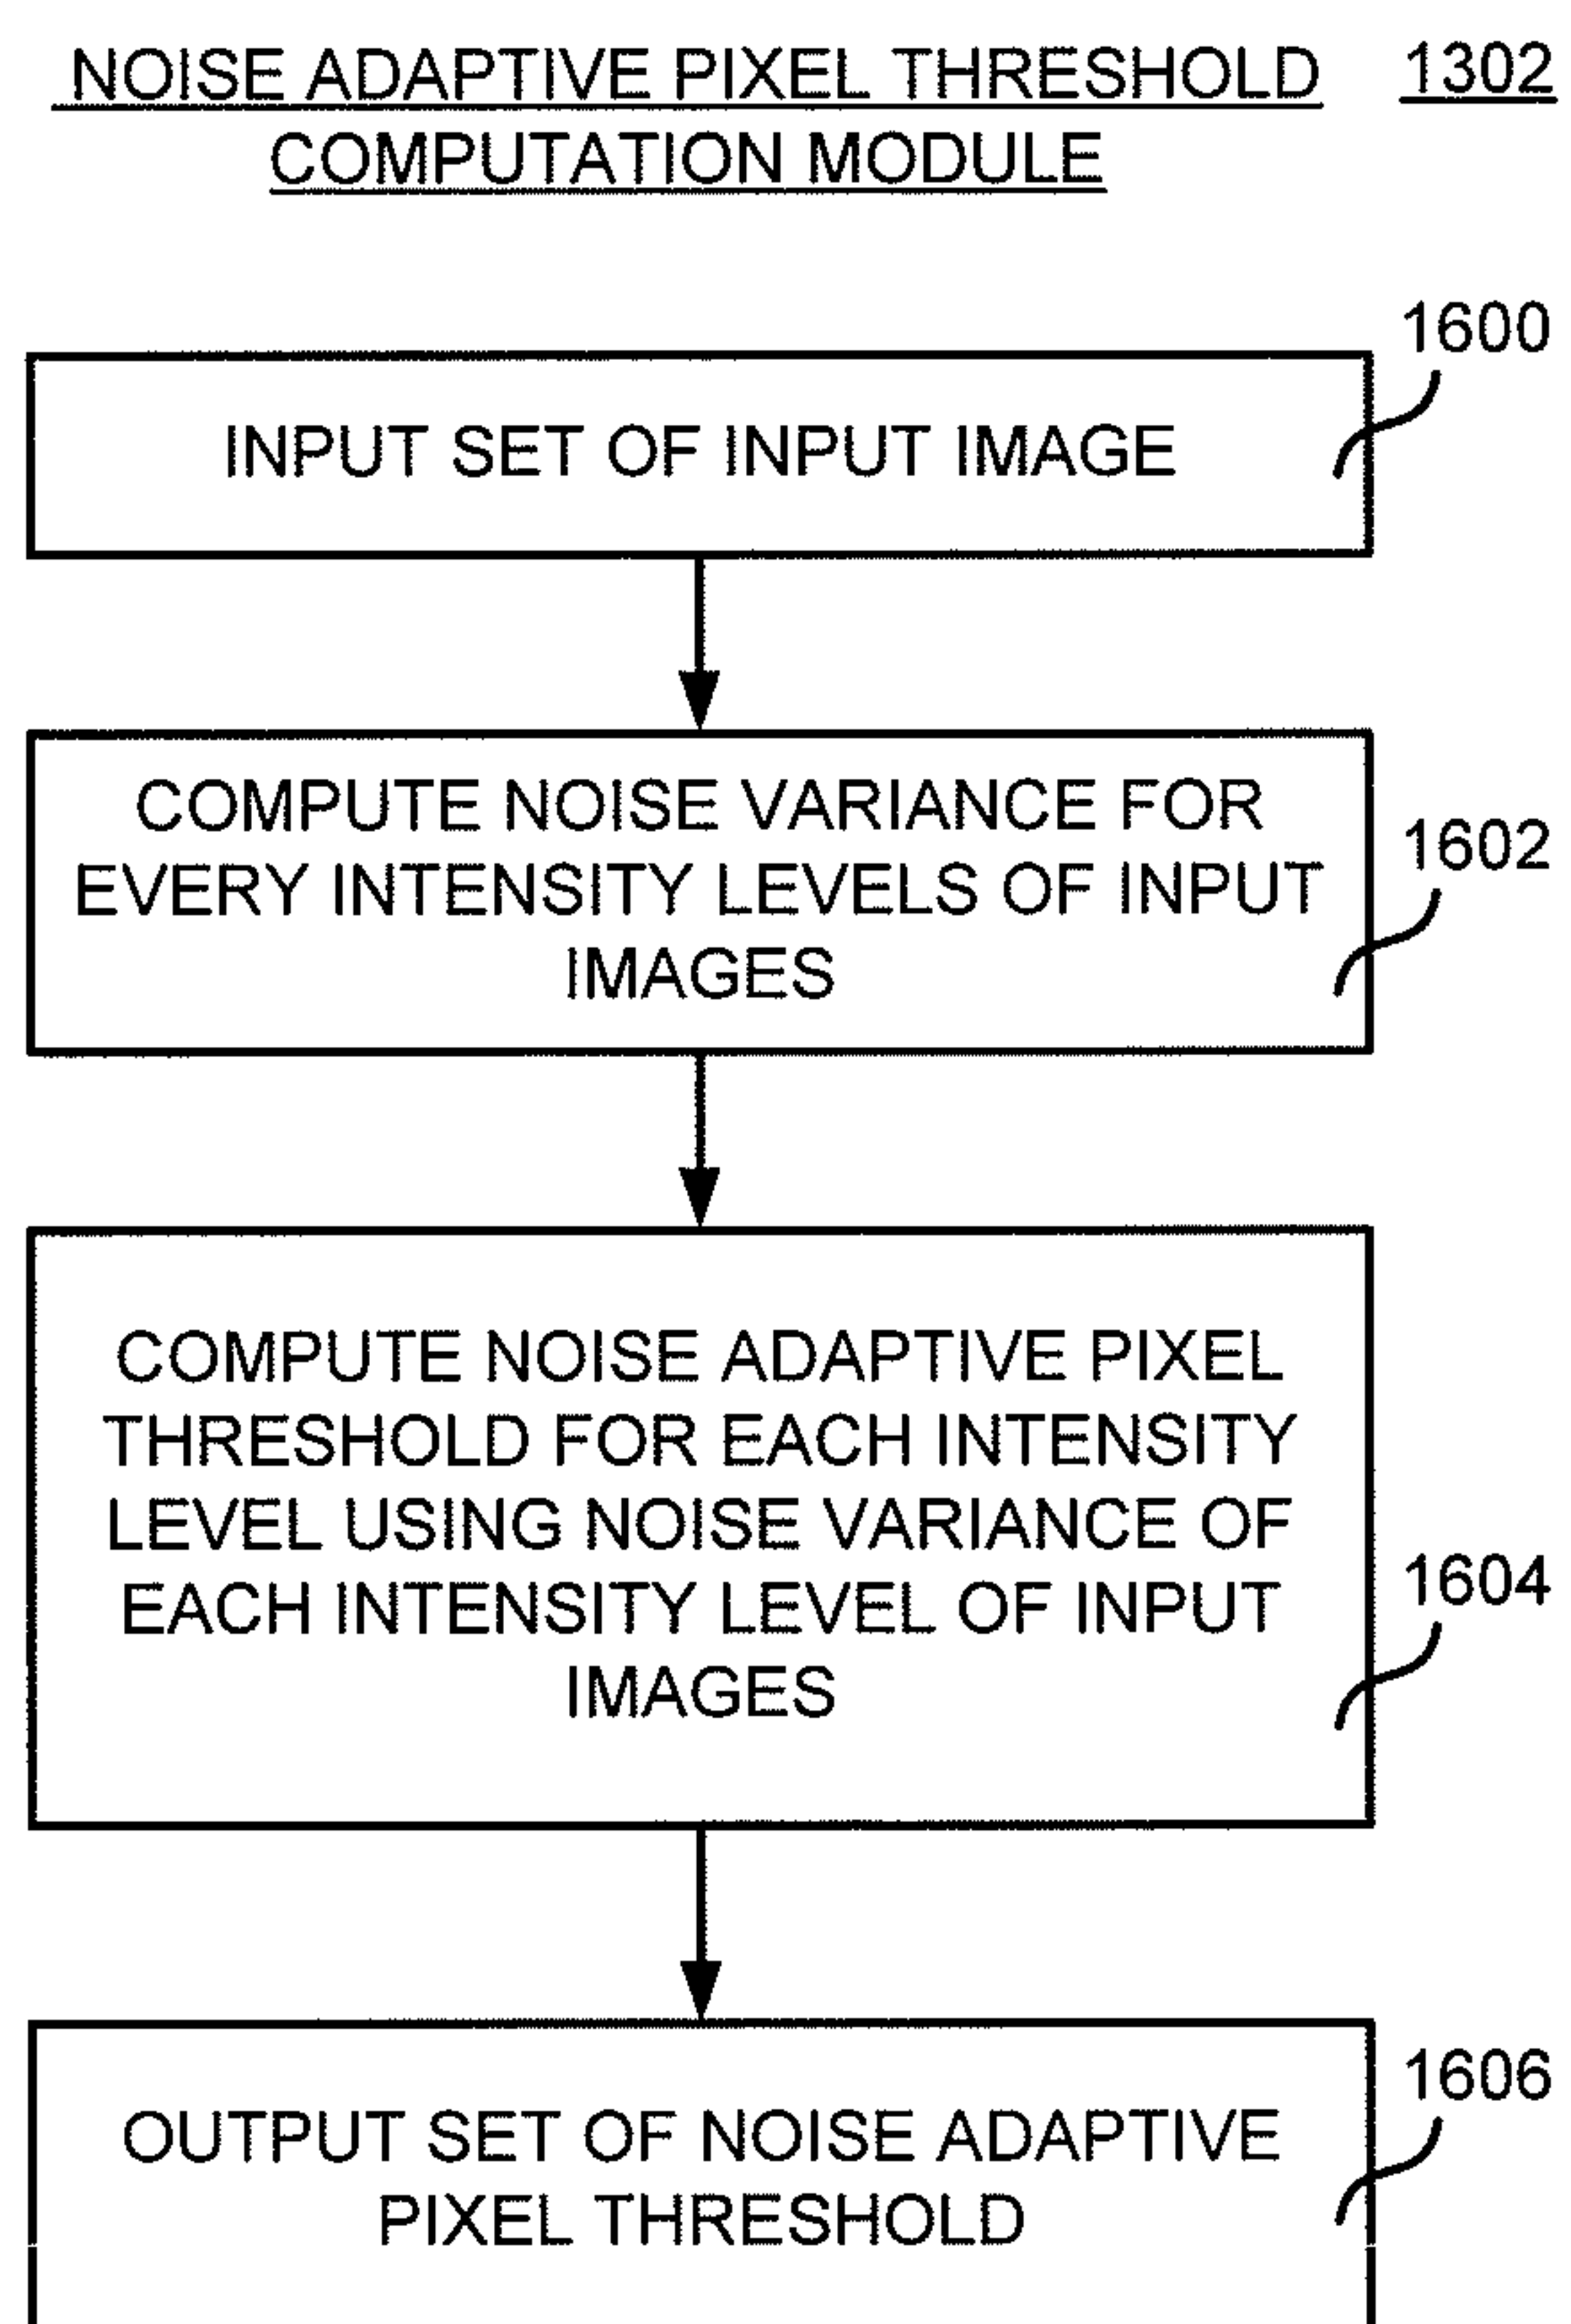 NOISE ADAPTIVE PIXEL THRESHOLD 1302
COMPUTATION MODULE
1600
INPUT SET OF INPUT IMAGE
COMPUTE NOISE VARIANCE FOR
EVERY INTENSITY LEVELS OF INPUT
IMAGES
1602
COMPUTE NOISE ADAPTIVE PIXEL
THRESHOLD FOR EACH INTENSITY
LEVEL USING NOISE VARIANCE OF
EACH INTENSITY LEVEL OF INPUT
IMAGES
1604
OUTPUT SET OF NOISE ADAPTIVE
PIXEL THRESHOLD
1606